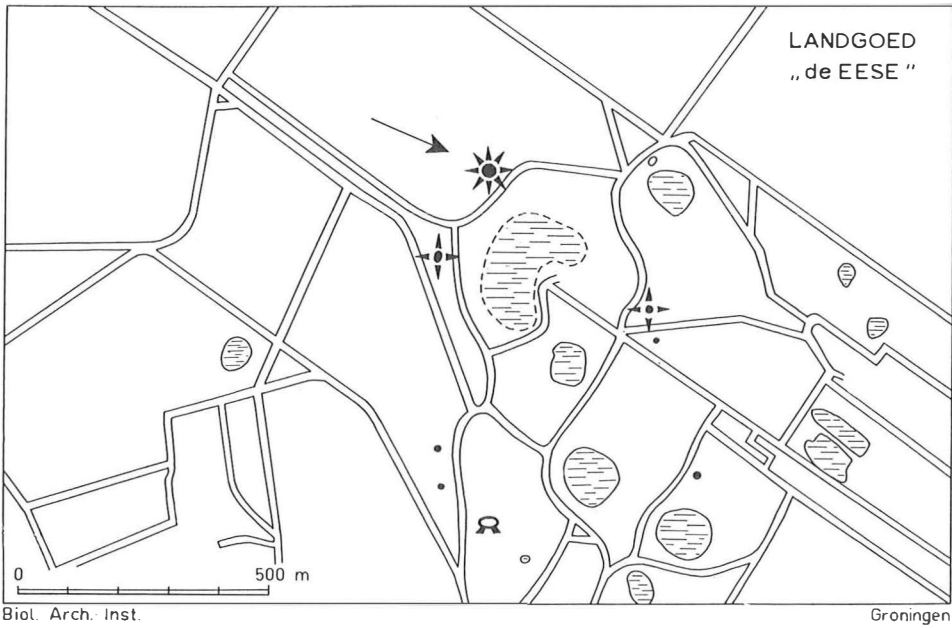 LANDGOED
„de EESE”
0 500 m
Biol. Arch. Inst. Groningen